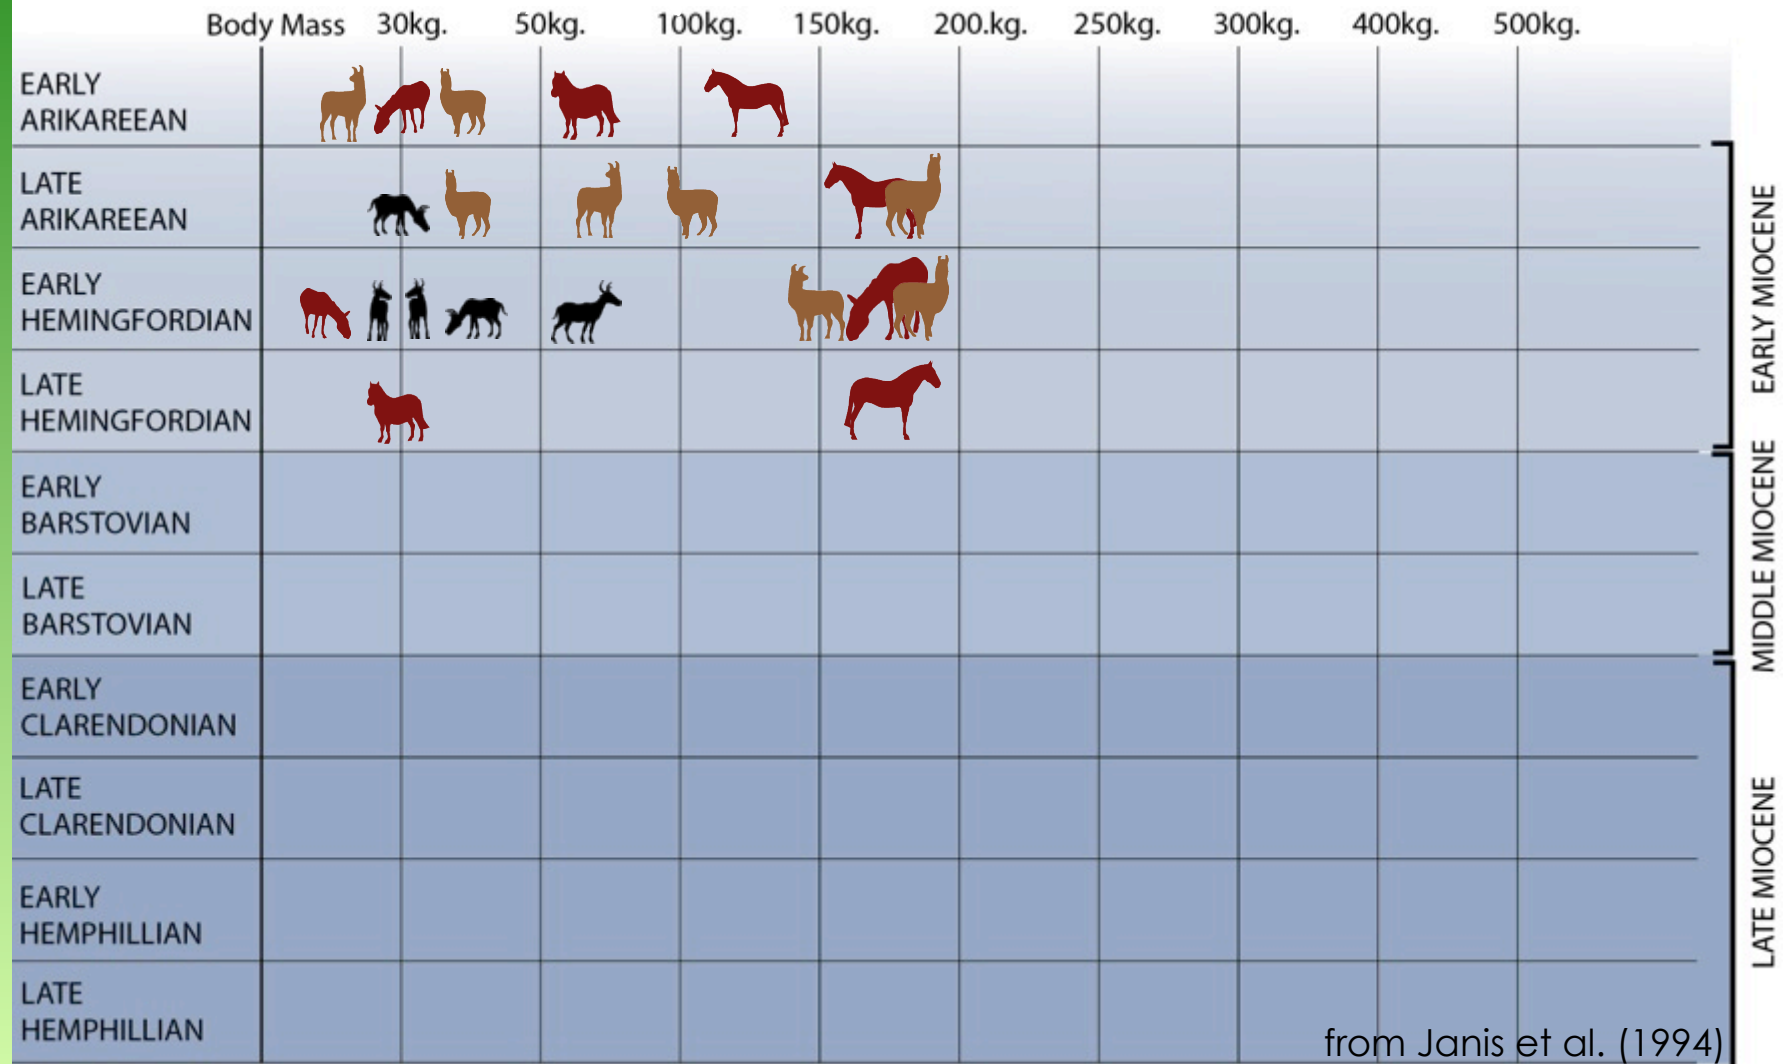 Body Mass 30kg. 50kg. 100kg. 150kg. 200.kg. 250kg. 300kg. 400kg. 500kg.
EARLY
ARIKAREEAN
LATE
ARIKAREEAN
EARLY
HEMINGFORDIAN
LATE
HEMINGFORDIAN
EARLY
BARSTOVIAN
LATE
BARSTOVIAN
EARLY
CLARENDONIAN
LATE
CLARENDONIAN
EARLY
HEMPHILLIAN
LATE
HEMPHILLIAN
EARLY MIOCENE
MIDDLE MIOCENE
LATE MIOCENE
from Janis et al. (1994)